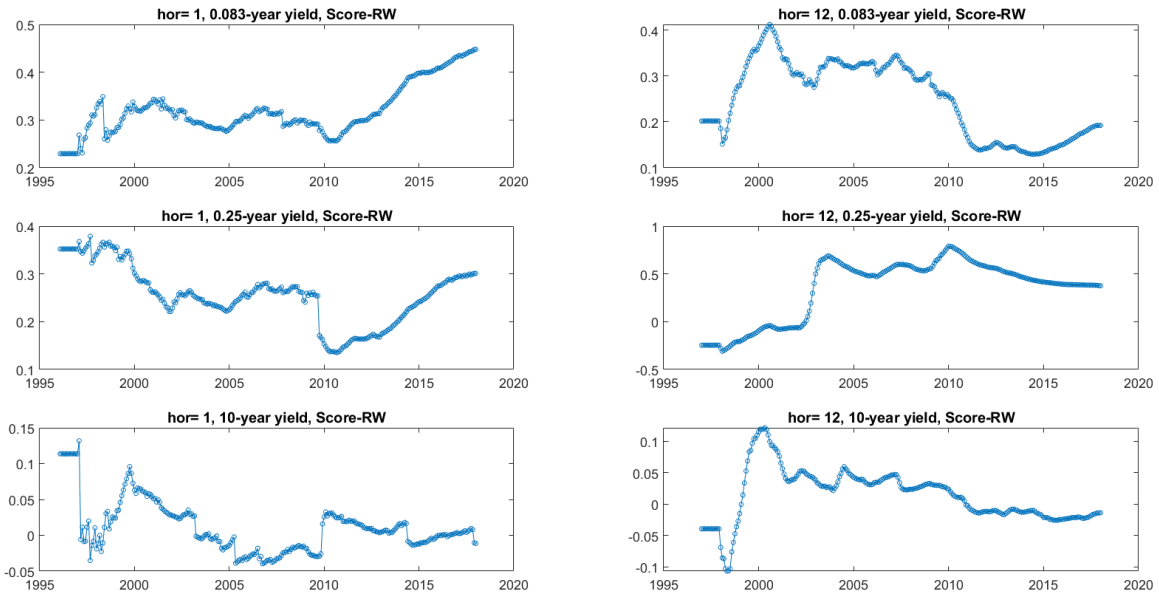 hor= 1, 0.083-year yield, Score-RW
0.5
0.4
0.3
0.2
1995 2000 2005 2010 2015 2020
hor= 12, 0.083-year yield, Score-RW
0.4
0.3
0.2
0.1
1995 2000 2005 2010 2015 2020
hor= 1, 0.25-year yield, Score-RW
0.4
0.3
0.2
0.1
1995 2000 2005 2010 2015 2020
hor= 12, 0.25-year yield, Score-RW
1
0.5
0
-0.5
1995 2000 2005 2010 2015 2020
hor= 1, 10-year yield, Score-RW
0.15
0.1
0.05
0
-0.05
1995 2000 2005 2010 2015 2020
hor= 12, 10-year yield, Score-RW
0.1
0.05
0
-0.05
-0.1
1995 2000 2005 2010 2015 2020